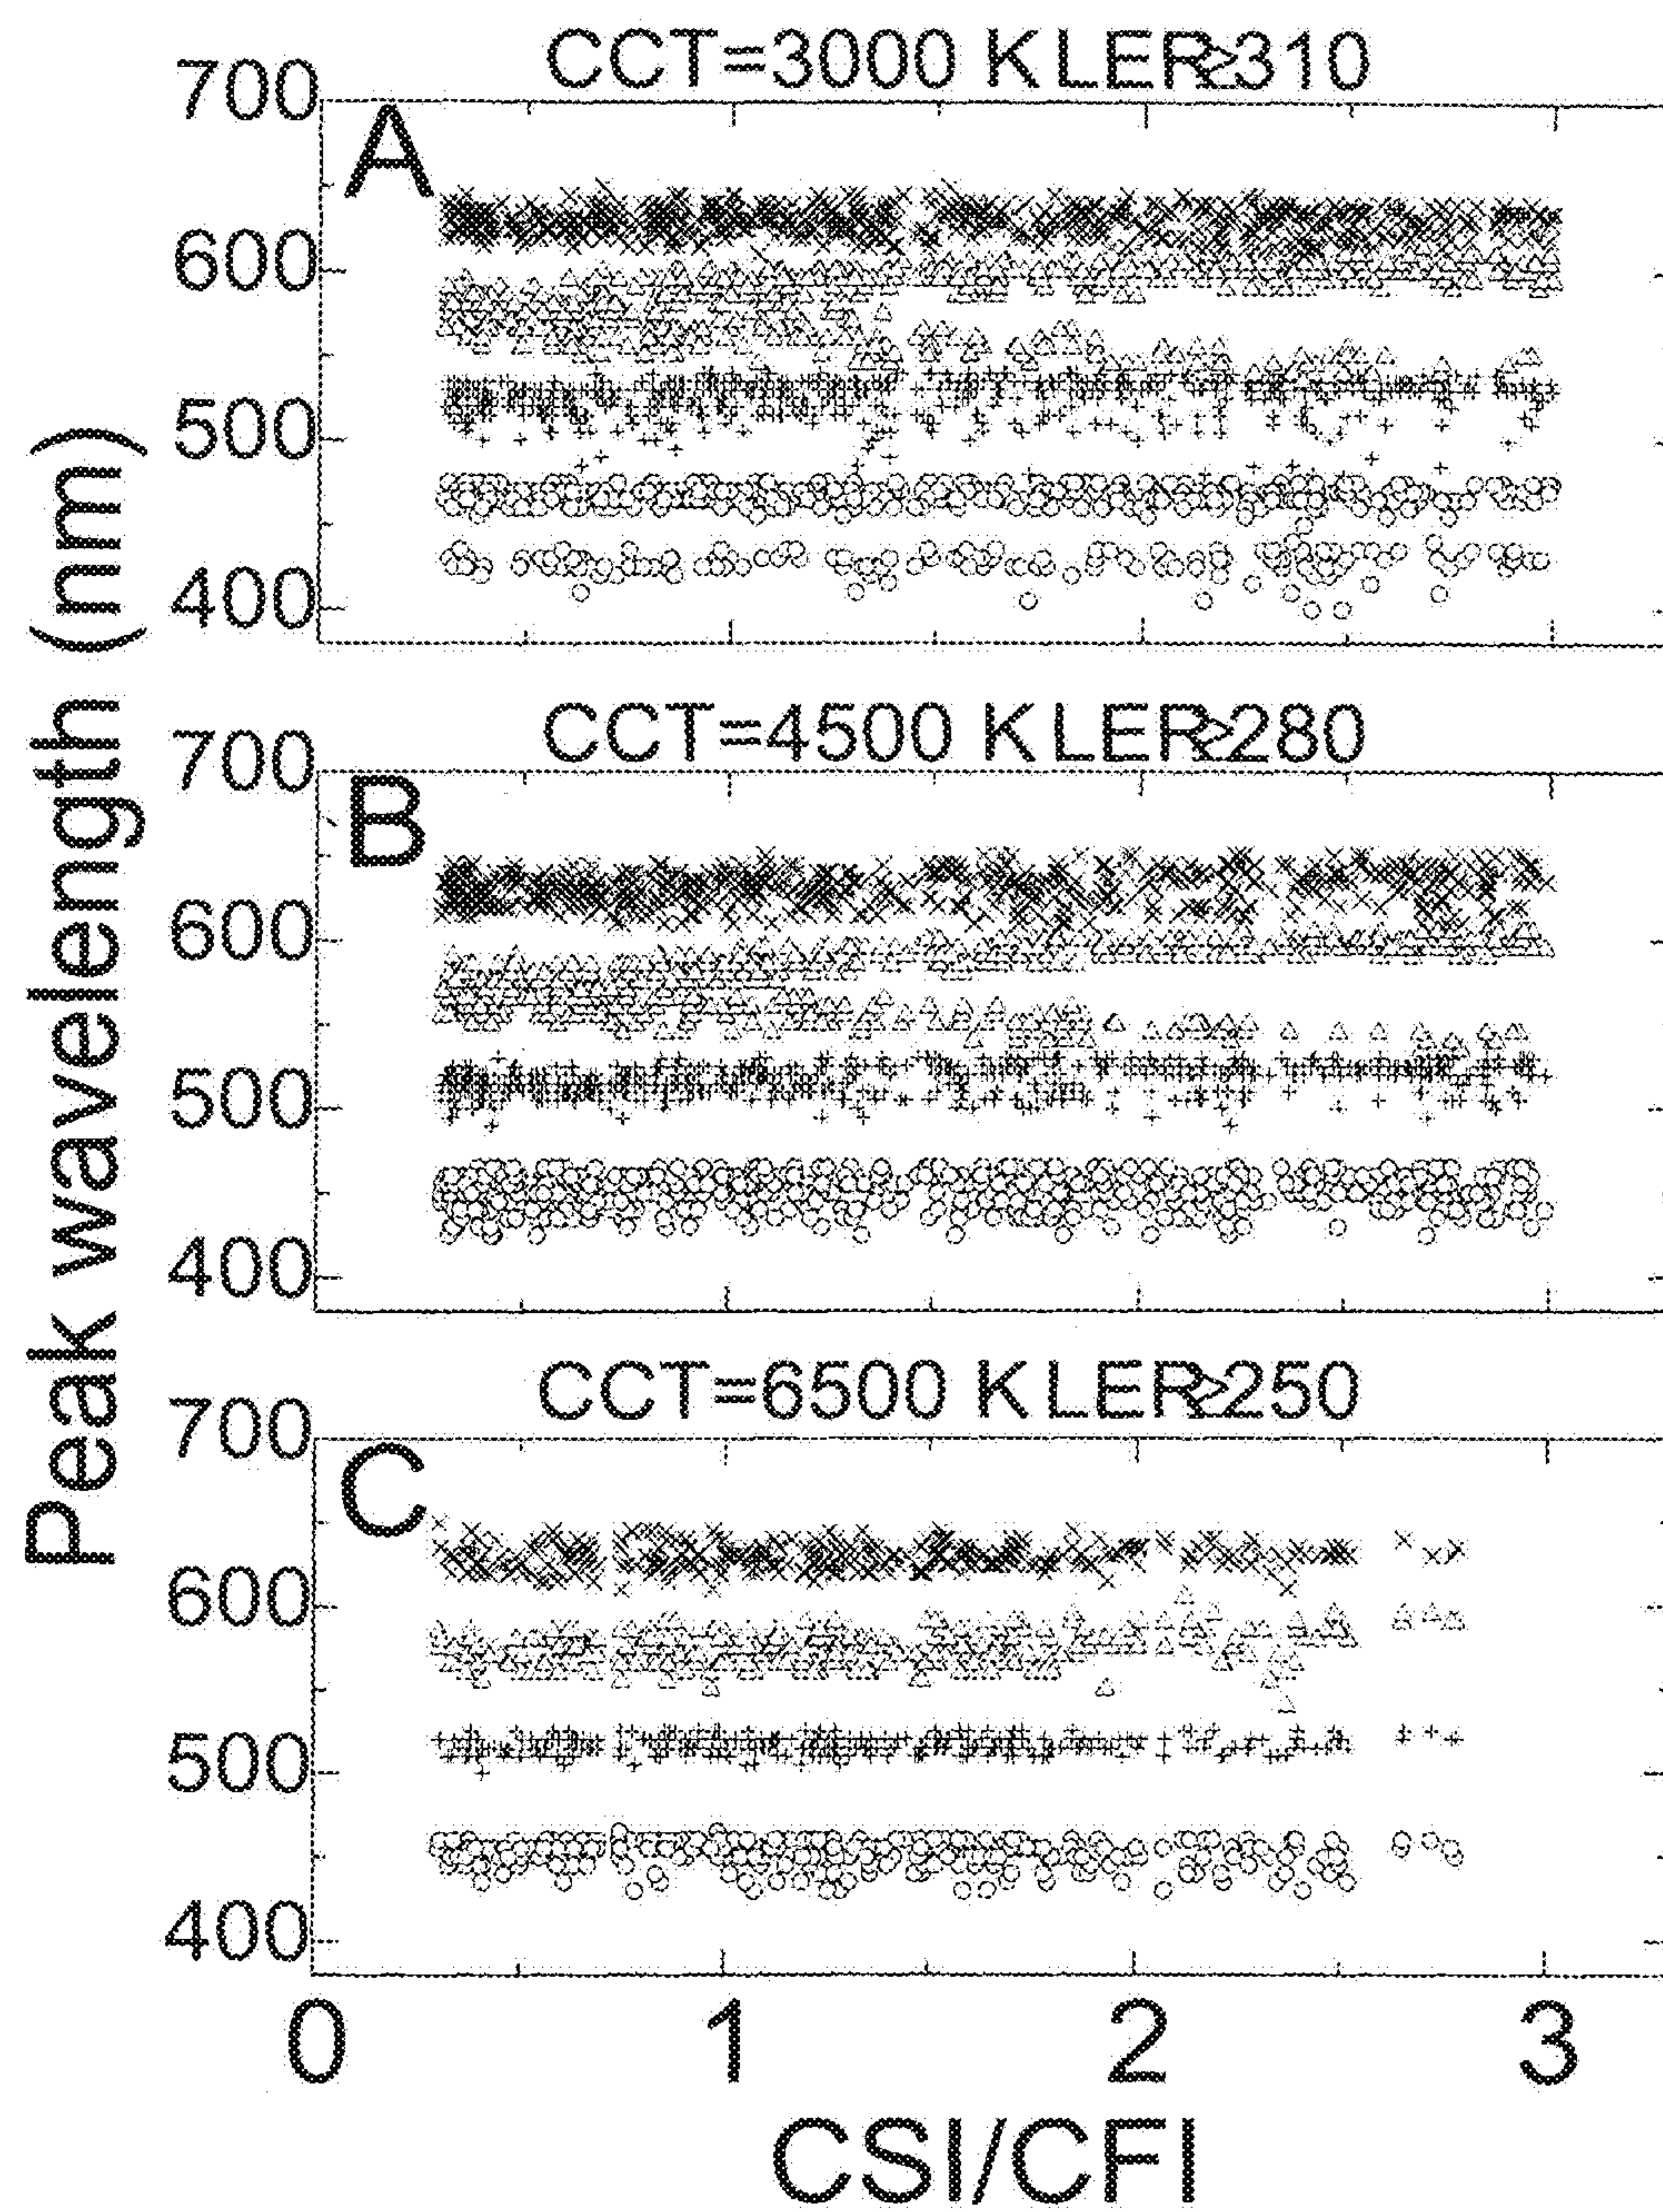 CCT=3000 K LER≥310
A
700
600
500
400
Peak wavelength (nm)
CCT=4500 K LER≥280
B
700
600
500
400
CCT=6500 K LER≥250
C
700
600
500
400
0 1 2 3
CSI/CFI